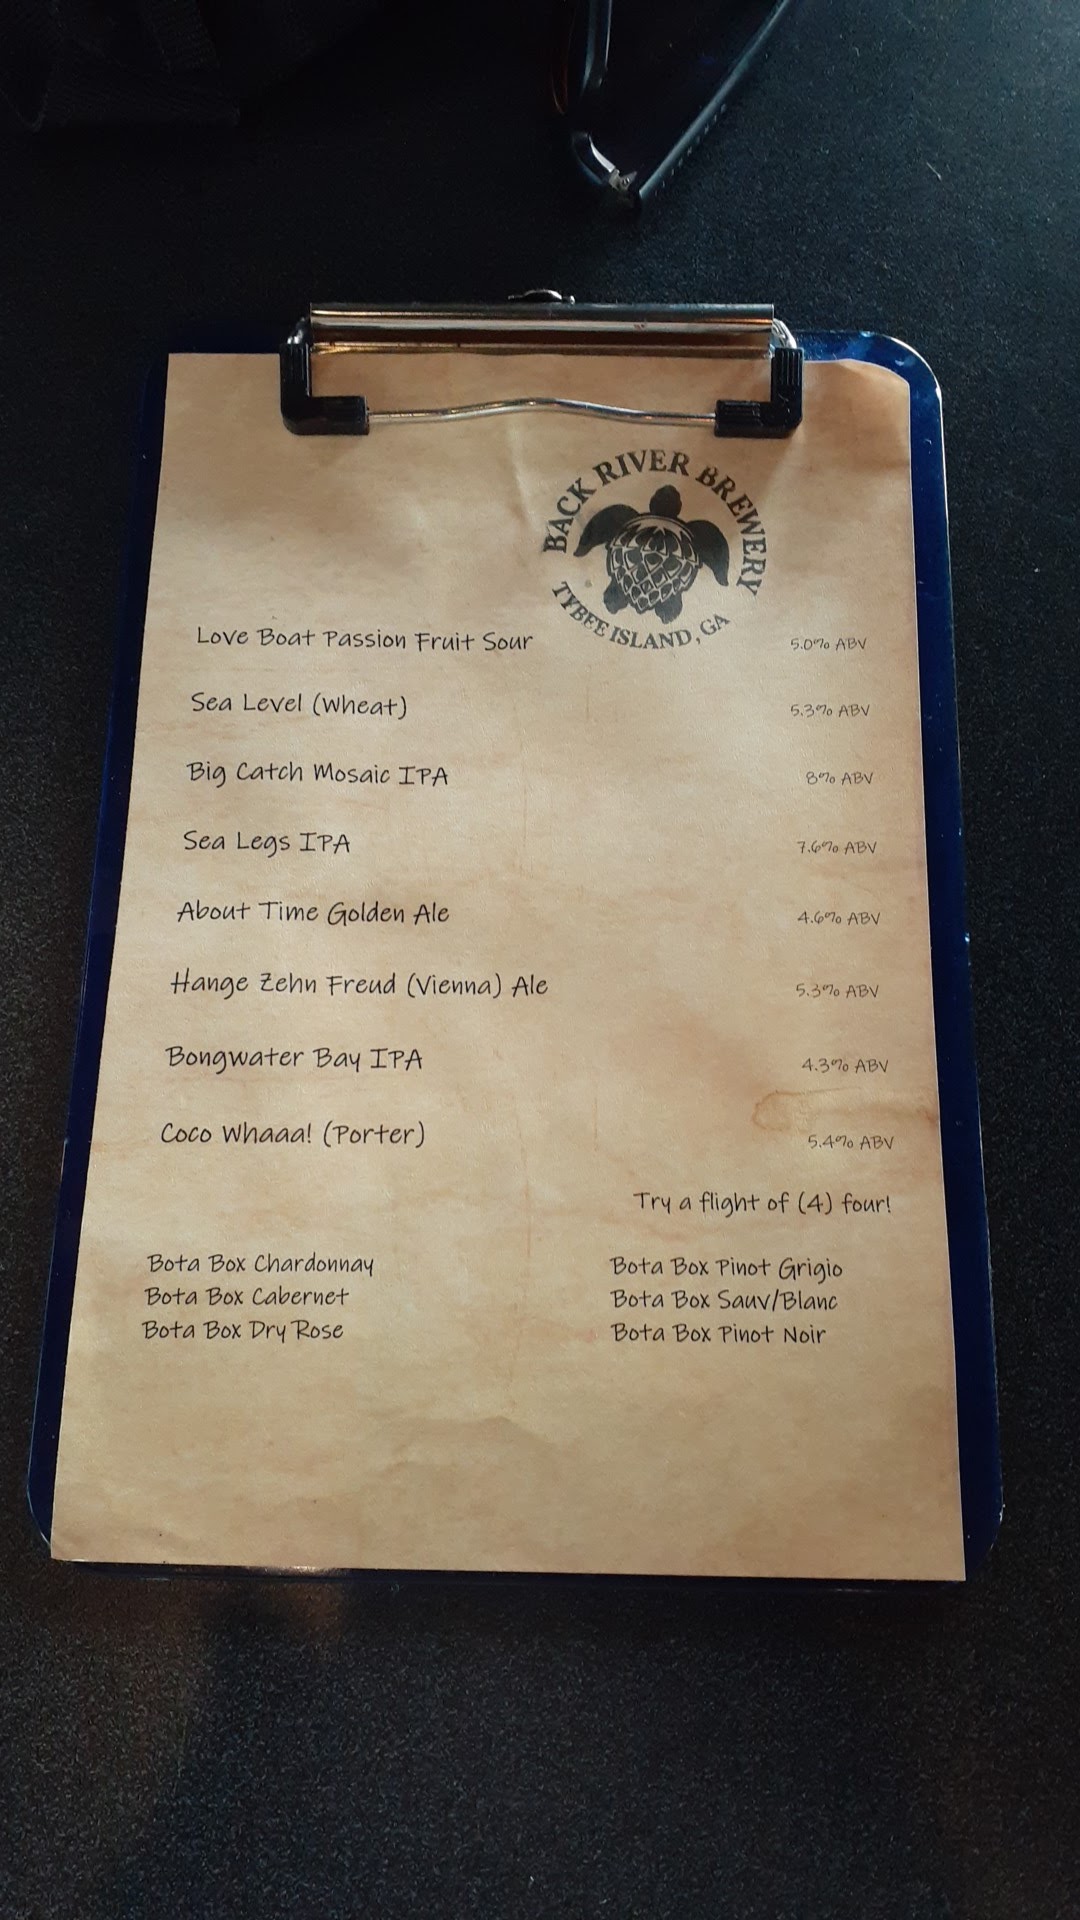 BACK RIVER BREWERY
TYBEE ISLAND, GA
Love Boat Passion Fruit Sour 5.0% ABV
Sea Level (Wheat) 5.3% ABV
Big Catch Mosaic IPA 8% ABV
Sea Legs IPA 7.6% ABV
About Time Golden Ale 4.6% ABV
Hange Zehn Freud (Vienna) Ale 5.3% ABV
Bongwater Bay IPA 4.3% ABV
Coco Whaaa! (Porter) 5.4% ABV
Try a flight of (4) four!
Bota Box Chardonnay Bota Box Pinot Grigio
Bota Box Cabernet Bota Box Sauv/Blanc
Bota Box Dry Rose Bota Box Pinot Noir